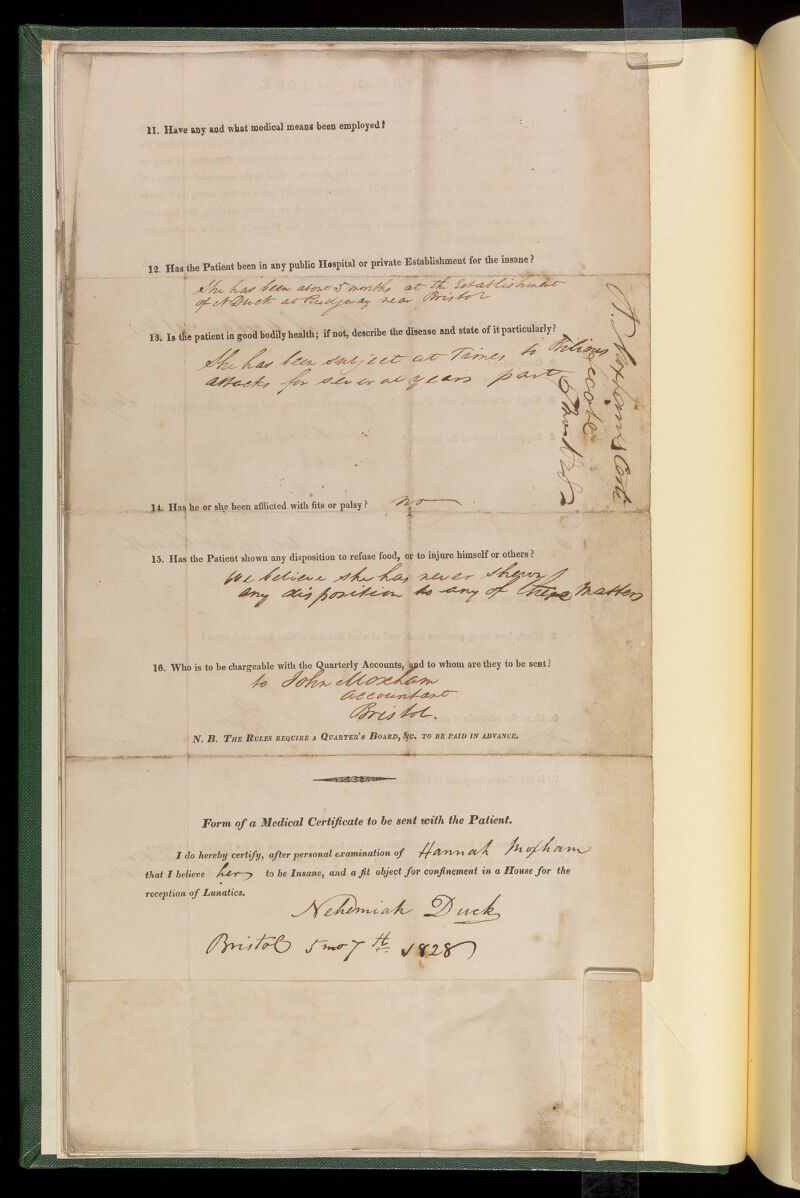 11. Have any and what medical means been employed?
12. Has the Patient been in any public Hospital or private Establishment for the insane?
She has been about 5 months at the Establishment
of N Duck at Ridgeway near Bristol
13. Is the patient in good bodily health; if not, describe the disease and state of it particularly?
She has been subject at Times to Bilious
attacks for several years past
14. Has he or she been afflicted with fits or palsy?
no
15. Has the Patient shown any disposition to refuse food, or to injure himself or others?
We believe she has never shewn
any disposition to any of these Matters
16. Who is to be chargeable with the Quarterly Accounts, and to whom are they to be sent?
to John Moxham
accountant
Bristol.
N. B. The Rules require a Quarter's Board, &c. to be paid in advance.
Form of a Medical Certificate to be sent with the Patient.
I do hereby certify, after personal examination of Hannah Moxham
that I believe her to be Insane, and a fit object for confinement in a House for the
reception of Lunatics.
Nehemiah Duck
Bristol 5 mo 7th 1828